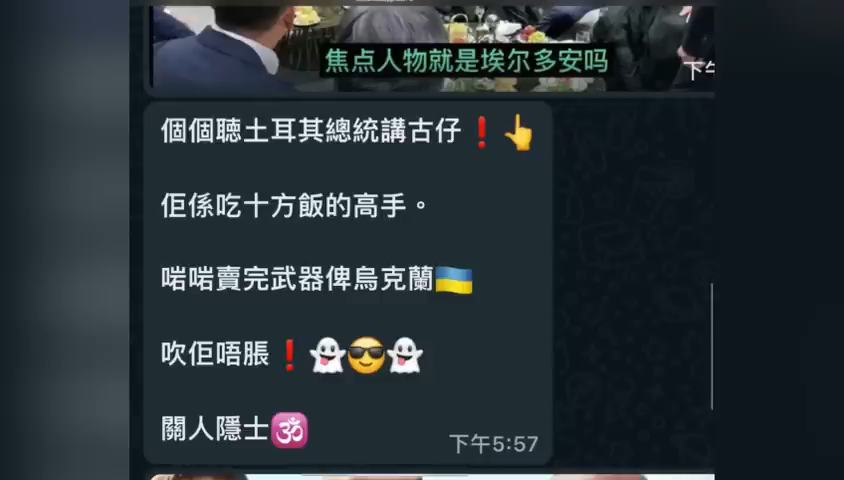 焦点人物就是埃尔多安吗
下午
個個聽土耳其總統講古仔❗👆
佢係吃十方飯的高手。
啱啱賣完武器俾烏克蘭🇺🇦
吹佢唔脹❗👻😎👻
關人隱士🕉
下午5:57